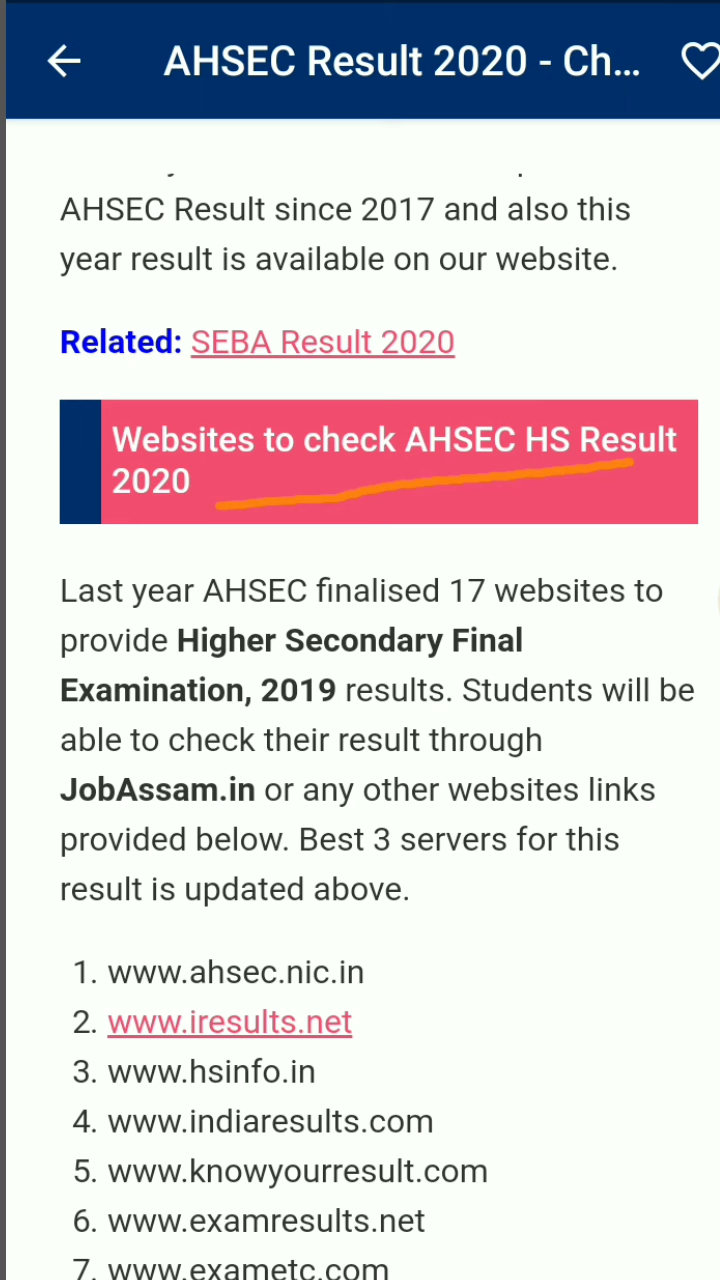 AHSEC Result 2020 - Ch...
AHSEC Result since 2017 and also this
year result is available on our website.
Related: SEBA Result 2020
Websites to check AHSEC HS Result
2020
Last year AHSEC finalised 17 websites to
provide Higher Secondary Final
Examination, 2019 results. Students will be
able to check their result through
JobAssam.in or any other websites links
provided below. Best 3 servers for this
result is updated above.
1. www.ahsec.nic.in
2. www.iresults.net
3. www.hsinfo.in
4. www.indiaresults.com
5. www.knowyourresult.com
6. www.examresults.net
7. www.exametc.com